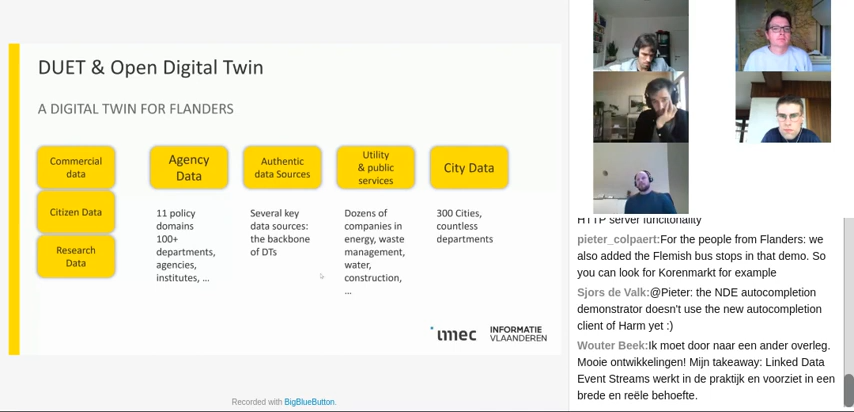 DUET & Open Digital Twin
A DIGITAL TWIN FOR FLANDERS
Commercial
data
Citizen Data
Research
Data
Agency
Data
11 policy
domains
100+
departments,
agencies,
institutes, ...
Authentic
data Sources
Several key
data sources:
the backbone
of DTs
Utility
& public
services
Dozens of
companies in
energy, waste
management,
water,
construction,
...
City Data
300 Cities,
countless
departments
imec
INFORMATIE
VLAANDEREN
Recorded with BigBlueButton.
HTTP server funcitonality
pieter_colpaert:For the people from Flanders: we
also added the Flemish bus stops in that demo. So
you can look for Korenmarkt for example
Sjors de Valk:@Pieter: the NDE autocompletion
demonstrator doesn't use the new autocompletion
client of Harm yet :)
Wouter Beek:Ik moet door naar een ander overleg.
Mooie ontwikkelingen! Mijn takeaway: Linked Data
Event Streams werkt in de praktijk en voorziet in een
brede en reële behoefte.